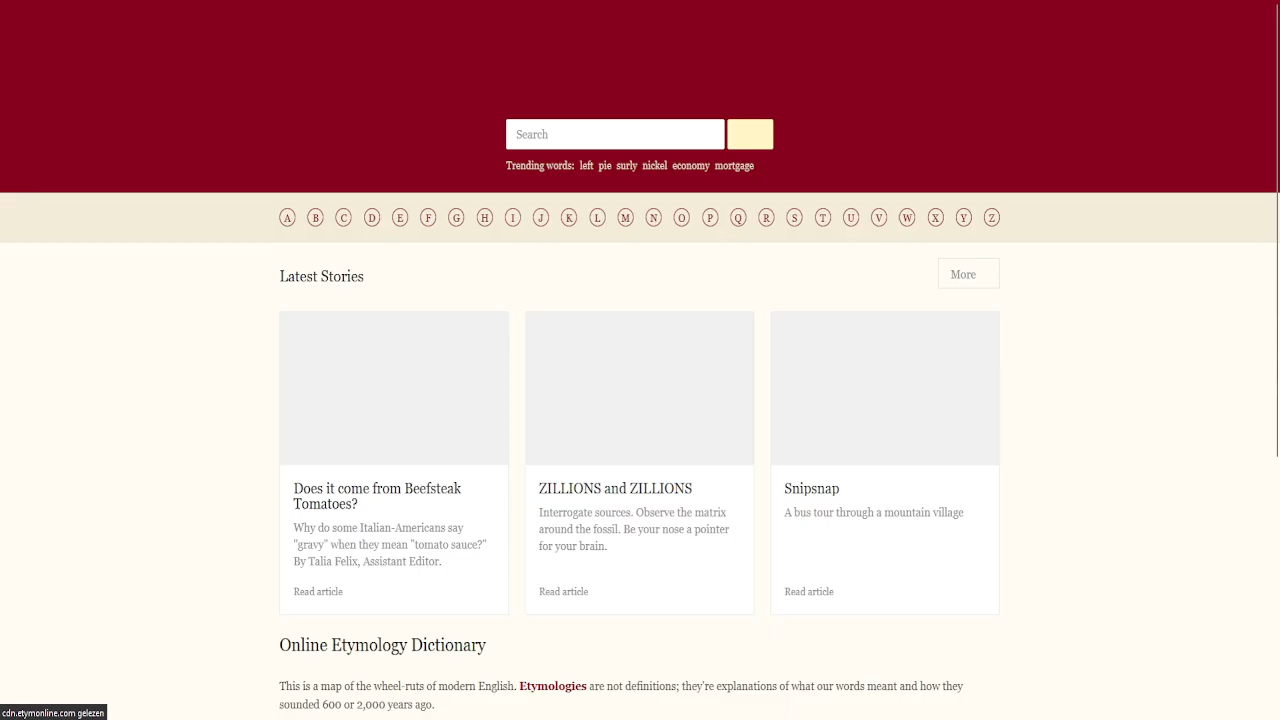 Search
Trending words: left pie surly nickel economy mortgage
A B C D E F G H I J K L M N O P Q R S T U V W X Y Z
Latest Stories
More
Does it come from Beefsteak
Tomatoes?
Why do some Italian-Americans say
"gravy" when they mean "tomato sauce?"
By Talia Felix, Assistant Editor.
Read article
ZILLIONS and ZILLIONS
Interrogate sources. Observe the matrix
around the fossil. Be your nose a pointer
for your brain.
Read article
Snipsnap
A bus tour through a mountain village
Read article
Online Etymology Dictionary
This is a map of the wheel-ruts of modern English. Etymologies are not definitions; they're explanations of what our words meant and how they
sounded 600 or 2,000 years ago.
cdn.etymonline.com gelezen